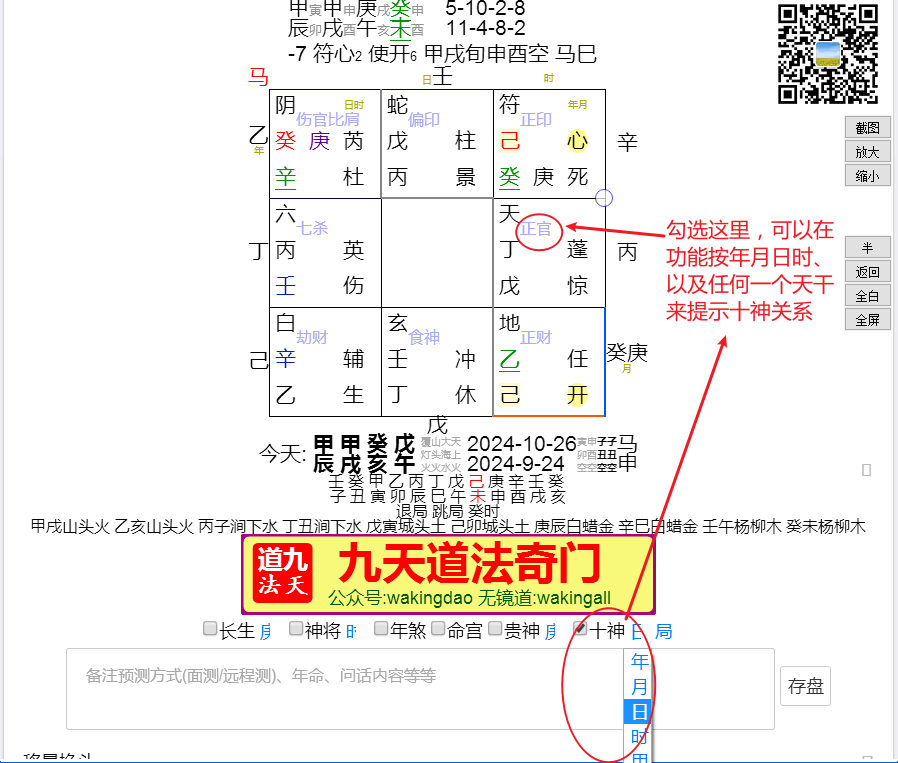 甲寅甲申庚戌癸申 5-10-2-8
辰卯戌酉午亥未酉 11-4-8-2
-7 符心2 使开6 甲戌旬申酉空 马巳
马 日壬 时
阴 日时 蛇 符 年月
伤官比肩 偏印 正印
乙 癸 庚 芮 戊 柱 己 心 辛
年
辛 杜 丙 景 癸 庚 死
六 天
七杀 正官
丁 丙 英 丁 蓬 丙
壬 伤 戊 惊
白 玄 地
劫财 食神 正财
己 辛 辅 壬 冲 乙 任 癸庚
月
乙 生 丁 休 己 开
戊
截图
放大
缩小
半
返回
全白
全屏
勾选这里，可以在
功能按年月日时、
以及任何一个天干
来提示十神关系
今天: 甲 甲 癸 戊 覆山大天 2024-10-26 寅申子子 马
灯头海上 卯酉丑丑
辰 戌 亥 午 火火水火 2024-9-24 空空空空 申
壬 癸 甲 乙 丙 丁 戊 己 庚 辛 壬 癸
子 丑 寅 卯 辰 巳 午 未 申 酉 戌 亥
退局 跳局 癸时
甲戌山头火 乙亥山头火 丙子涧下水 丁丑涧下水 戊寅城头土 己卯城头土 庚辰白蜡金 辛巳白蜡金 壬午杨柳木 癸未杨柳木
道九
法天
九天道法奇门
公众号:wakingdao 无镜道:wakingall
长生 神将 年煞 命宫 贵神 十神 日 局
备注预测方式(面测/远程测)、年命、问话内容等等
存盘
年
月
日
时